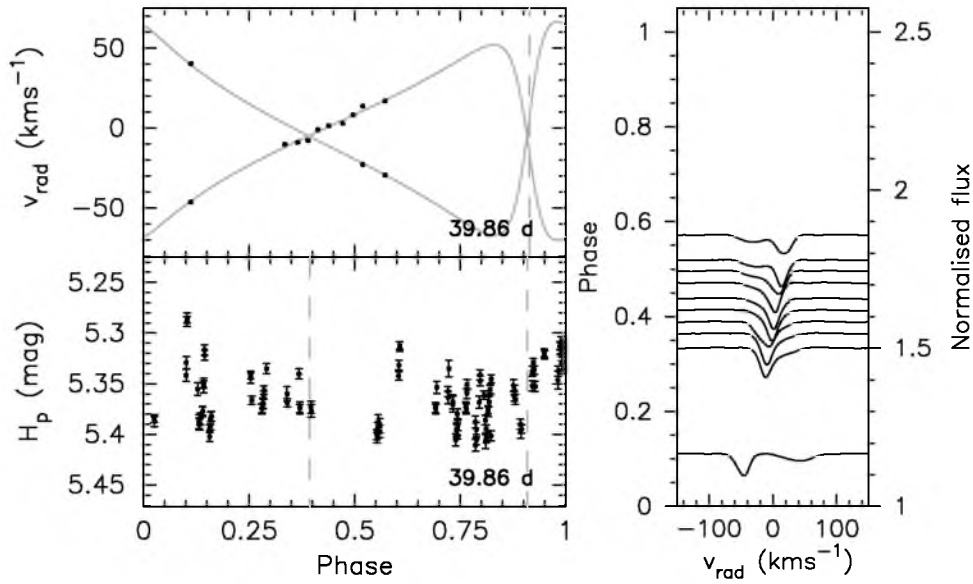 50
0
−50
v_rad (kms⁻¹)
39.86 d
5.25
5.3
5.35
5.4
5.45
H_p (mag)
39.86 d
0 0.25 0.5 0.75 1
Phase
1
0.8
0.6
0.4
0.2
0
Phase
2.5
2
1.5
1
Normalised flux
−100 0 100
v_rad (kms⁻¹)